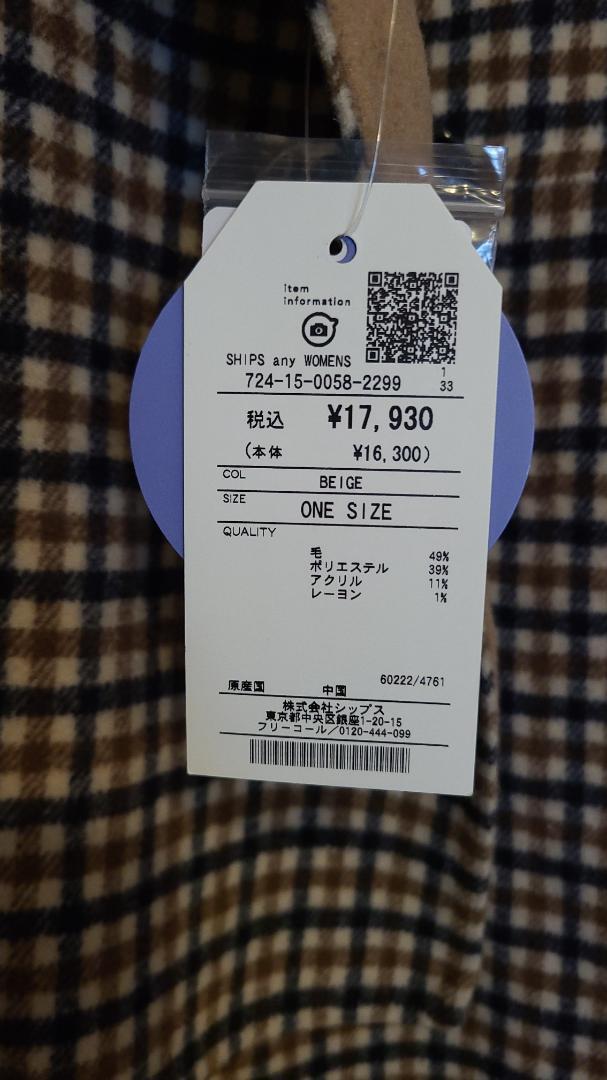 item
information
SHIPS any WOMENS
724-15-0058-2299
1
33
税込 ¥17,930
(本体 ¥16,300)
COL
BEIGE
SIZE
ONE SIZE
QUALITY
毛 49%
ポリエステル 39%
アクリル 11%
レーヨン 1%
60222/4761
原産国 中国
株式会社シップス
東京都中央区銀座1-20-15
フリーコール/0120-444-099